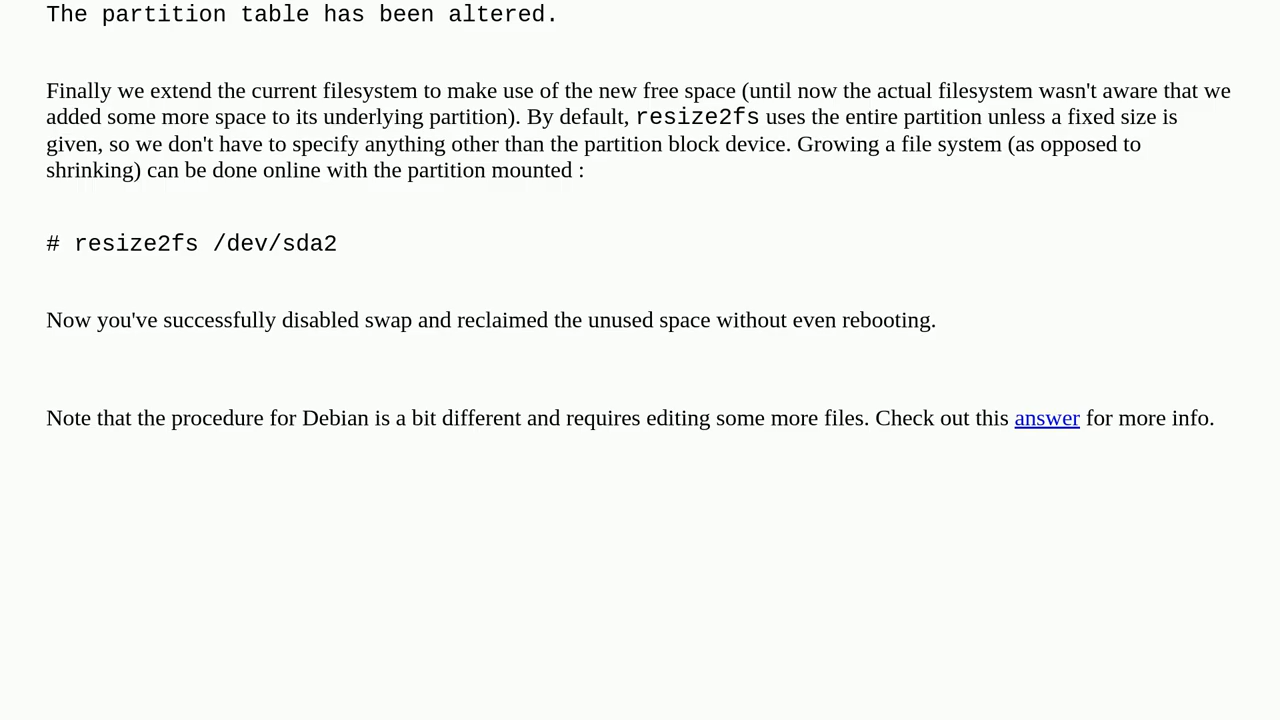 The partition table has been altered.
Finally we extend the current filesystem to make use of the new free space (until now the actual filesystem wasn't aware that we
added some more space to its underlying partition). By default, resize2fs uses the entire partition unless a fixed size is
given, so we don't have to specify anything other than the partition block device. Growing a file system (as opposed to
shrinking) can be done online with the partition mounted :
# resize2fs /dev/sda2
Now you've successfully disabled swap and reclaimed the unused space without even rebooting.
Note that the procedure for Debian is a bit different and requires editing some more files. Check out this answer for more info.